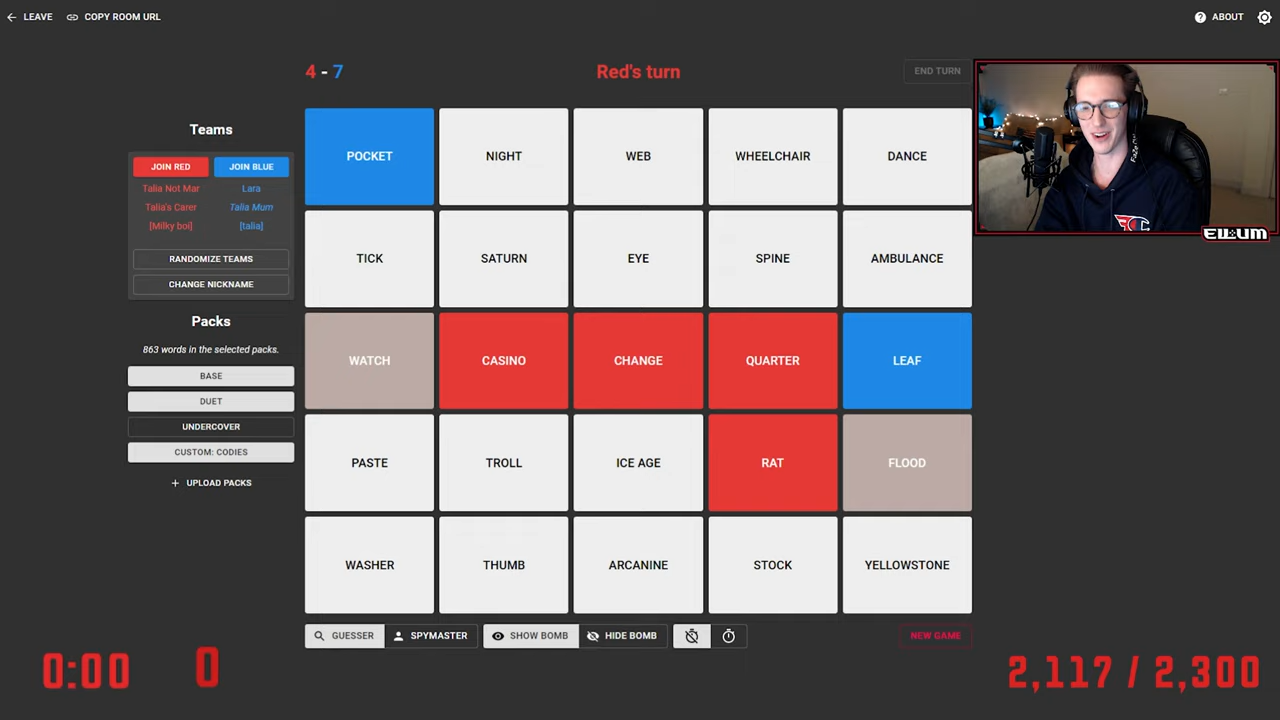 LEAVE
COPY ROOM URL
ABOUT
4 - 7
Red's turn
END TURN
Teams
JOIN RED
JOIN BLUE
Talia Not Mar
Lara
Talia's Carer
Talia Mum
[Milky boi]
[talia]
RANDOMIZE TEAMS
CHANGE NICKNAME
Packs
863 words in the selected packs.
BASE
DUET
UNDERCOVER
CUSTOM: CODIES
+ UPLOAD PACKS
POCKET
NIGHT
WEB
WHEELCHAIR
DANCE
TICK
SATURN
EYE
SPINE
AMBULANCE
WATCH
CASINO
CHANGE
QUARTER
LEAF
PASTE
TROLL
ICE AGE
RAT
FLOOD
WASHER
THUMB
ARCANINE
STOCK
YELLOWSTONE
GUESSER
SPYMASTER
SHOW BOMB
HIDE BOMB
NEW GAME
0:00
0
2,117 / 2,300